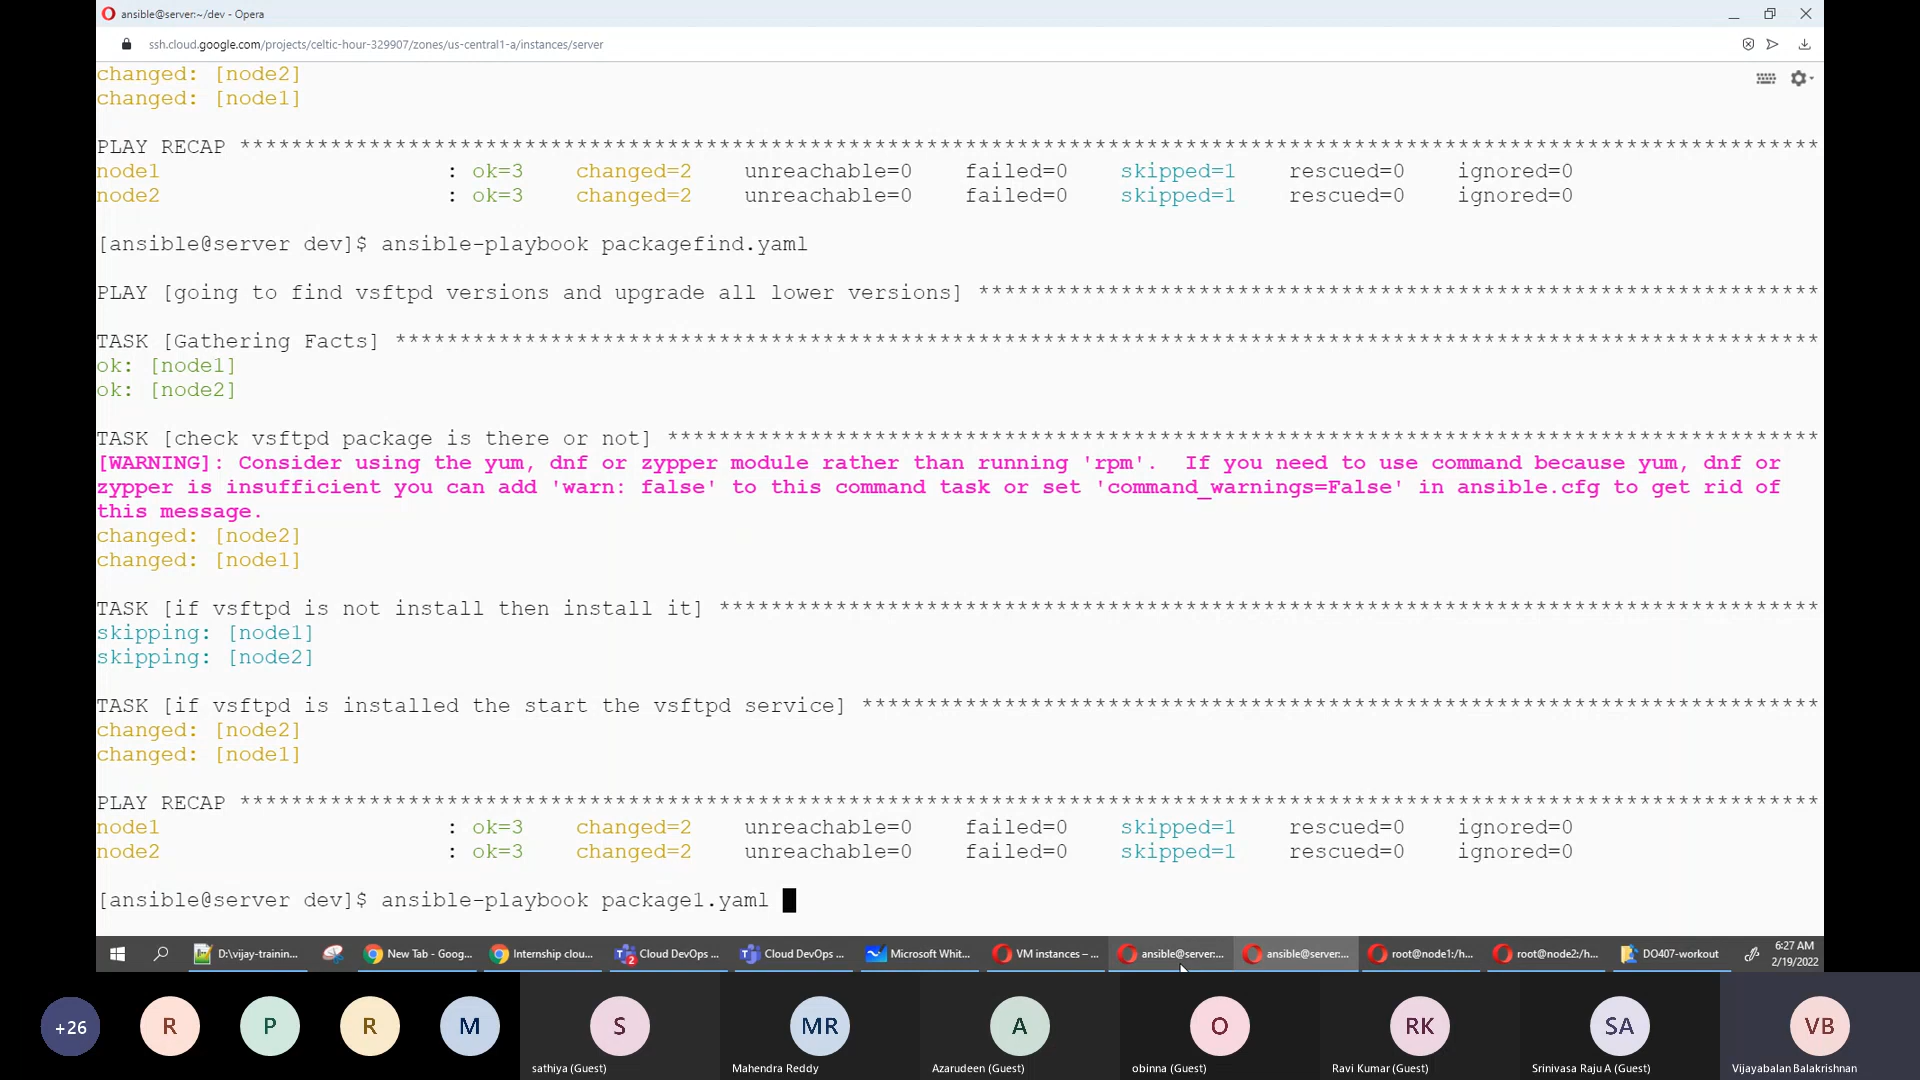 ansible@server:~/dev - Opera
ssh.cloud.google.com/projects/celtic-hour-329907/zones/us-central1-a/instances/server
changed: [node2]
changed: [node1]
PLAY RECAP *****************************************************************************************************************************
node1 : ok=3 changed=2 unreachable=0 failed=0 skipped=1 rescued=0 ignored=0
node2 : ok=3 changed=2 unreachable=0 failed=0 skipped=1 rescued=0 ignored=0
[ansible@server dev]$ ansible-playbook packagefind.yaml
PLAY [going to find vsftpd versions and upgrade all lower versions] *****************************************************************
TASK [Gathering Facts] **************************************************************************************************************
ok: [node1]
ok: [node2]
TASK [check vsftpd package is there or not] *****************************************************************************************
[WARNING]: Consider using the yum, dnf or zypper module rather than running 'rpm'.  If you need to use command because yum, dnf or
zypper is insufficient you can add 'warn: false' to this command task or set 'command_warnings=False' in ansible.cfg to get rid of
this message.
changed: [node2]
changed: [node1]
TASK [if vsftpd is not install then install it] *************************************************************************************
skipping: [node1]
skipping: [node2]
TASK [if vsftpd is installed the start the vsftpd service] **************************************************************************
changed: [node2]
changed: [node1]
PLAY RECAP *****************************************************************************************************************************
node1 : ok=3 changed=2 unreachable=0 failed=0 skipped=1 rescued=0 ignored=0
node2 : ok=3 changed=2 unreachable=0 failed=0 skipped=1 rescued=0 ignored=0
[ansible@server dev]$ ansible-playbook package1.yaml
D:\vijay-trainin... New Tab - Goog... Internship clou... 2 Cloud DevOps ... Cloud DevOps ... Microsoft Whit... VM instances – ... ansible@server:... ansible@server:... root@node1:/h... root@node2:/h... DO407-workout 6:27 AM
2/19/2022
+26 R P R M S MR A O RK SA VB
sathiya (Guest) Mahendra Reddy Azarudeen (Guest) obinna (Guest) Ravi Kumar (Guest) Srinivasa Raju A (Guest) Vijayabalan Balakrishnan